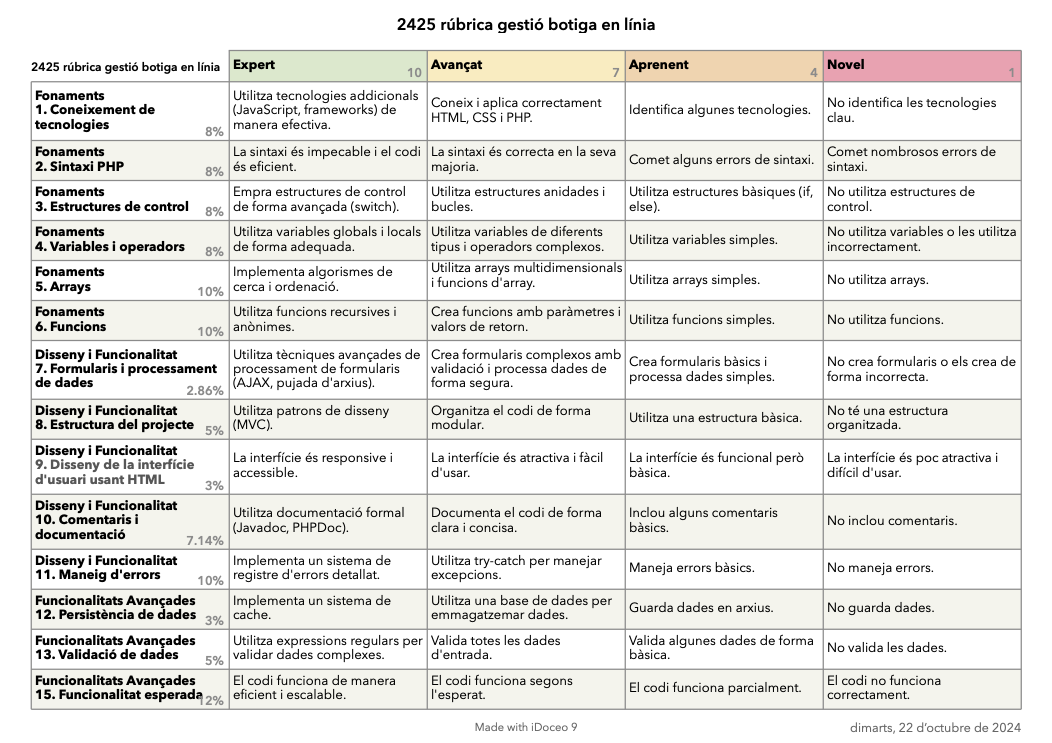 2425 rúbrica gestió botiga en línia
2425 rúbrica gestió botiga en línia
Expert
10
Avançat
7
Aprenent
4
Novel
1
Fonaments
1. Coneixement de
tecnologies
8%
Utilitza tecnologies addicionals
(JavaScript, frameworks) de
manera efectiva.
Coneix i aplica correctament
HTML, CSS i PHP.
Identifica algunes tecnologies.
No identifica les tecnologies
clau.
Fonaments
2. Sintaxi PHP
8%
La sintaxi és impecable i el codi
és eficient.
La sintaxi és correcta en la seva
majoria.
Comet alguns errors de sintaxi.
Comet nombrosos errors de
sintaxi.
Fonaments
3. Estructures de control
8%
Empra estructures de control
de forma avançada (switch).
Utilitza estructures anidades i
bucles.
Utilitza estructures bàsiques (if,
else).
No utilitza estructures de
control.
Fonaments
4. Variables i operadors
8%
Utilitza variables globals i locals
de forma adequada.
Utilitza variables de diferents
tipus i operadors complexos.
Utilitza variables simples.
No utilitza variables o les utilitza
incorrectament.
Fonaments
5. Arrays
10%
Implementa algorismes de
cerca i ordenació.
Utilitza arrays multidimensionals
i funcions d'array.
Utilitza arrays simples.
No utilitza arrays.
Fonaments
6. Funcions
10%
Utilitza funcions recursives i
anònimes.
Crea funcions amb paràmetres i
valors de retorn.
Utilitza funcions simples.
No utilitza funcions.
Disseny i Funcionalitat
7. Formularis i processament
de dades
2.86%
Utilitza tècniques avançades de
processament de formularis
(AJAX, pujada d'arxius).
Crea formularis complexos amb
validació i processa dades de
forma segura.
Crea formularis bàsics i
processa dades simples.
No crea formularis o els crea de
forma incorrecta.
Disseny i Funcionalitat
8. Estructura del projecte
5%
Utilitza patrons de disseny
(MVC).
Organitza el codi de forma
modular.
Utilitza una estructura bàsica.
No té una estructura
organitzada.
Disseny i Funcionalitat
9. Disseny de la interfície
d'usuari usant HTML
3%
La interfície és responsive i
accessible.
La interfície és atractiva i fàcil
d'usar.
La interfície és funcional però
bàsica.
La interfície és poc atractiva i
difícil d'usar.
Disseny i Funcionalitat
10. Comentaris i
documentació
7.14%
Utilitza documentació formal
(Javadoc, PHPDoc).
Documenta el codi de forma
clara i concisa.
Inclou alguns comentaris
bàsics.
No inclou comentaris.
Disseny i Funcionalitat
11. Maneig d'errors
10%
Implementa un sistema de
registre d'errors detallat.
Utilitza try-catch per manejar
excepcions.
Maneja errors bàsics.
No maneja errors.
Funcionalitats Avançades
12. Persistència de dades
3%
Implementa un sistema de
cache.
Utilitza una base de dades per
emmagatzemar dades.
Guarda dades en arxius.
No guarda dades.
Funcionalitats Avançades
13. Validació de dades
5%
Utilitza expressions regulars per
validar dades complexes.
Valida totes les dades
d'entrada.
Valida algunes dades de forma
bàsica.
No valida les dades.
Funcionalitats Avançades
15. Funcionalitat esperada
12%
El codi funciona de manera
eficient i escalable.
El codi funciona segons
l'esperat.
El codi funciona parcialment.
El codi no funciona
correctament.
Made with iDoceo 9
dimarts, 22 d'octubre de 2024